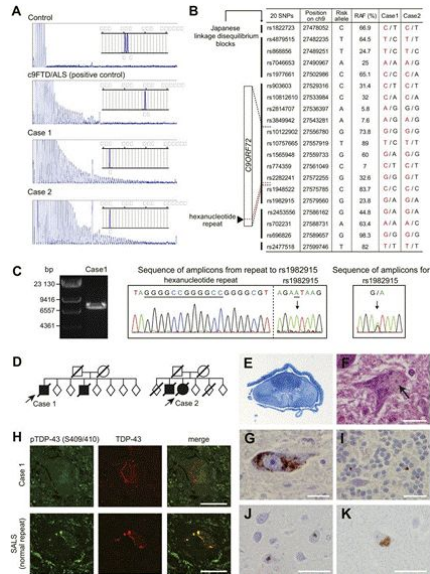 A
Control
c9FTD/ALS (positive control)
Case 1
Case 2
B
Japanese
linkage disequilibrium
blocks
C9ORF72
hexanucleotide
repeat
20 SNPs Position on ch9 Risk allele RAF (%) Case1 Case2
rs1822723 27478052 C 66.9 C/T C/T
rs4879515 27482235 T 64.5 T/C T/C
rs868856 27489251 T 24.7 T/C T/C
rs7046653 27490967 A 25 A/G A/G
rs1977661 27502986 C 65.1 C/A C/A
rs903603 27529316 C 31.4 T/C C/T
rs10812610 27533984 C 32 C/A C/A
rs2814707 27536397 A 5.8 A/G A/G
rs3849942 27543281 A 7.6 A/G A/G
rs10122902 27556780 G 73.8 G/G G/G
rs10757665 27557919 T 89 T/C T/C
rs1565948 27559733 G 60 G/A G/A
rs774359 27561049 C 7 C/T C/T
rs2282241 27572255 G 32.6 G/G G/T
rs1948522 27575785 C 83.7 C/C C/T
rs1982915 27579560 G 23.8 G/A G/A
rs2453556 27586162 G 44.8 G/A G/A
rs702231 27588731 A 63.4 A/C A/C
rs696826 27589657 G 98.3 G/G G/G
rs2477518 27599746 T 82 T/T T/T
C
bp
Case1
23 130
9416
6557
4361
Sequence of amplicons from repeat to rs1982915
hexanucleotide repeat rs1982915
TAGGGGCCGGGGCCGGGGCGT AGAATAAG
Sequence of amplicons for
rs1982915
G/A
D
Case 1
Case 2
E
F
G
I
J
K
H
pTDP-43 (S409/410) TDP-43 merge
Case 1
SALS
(normal repeat)